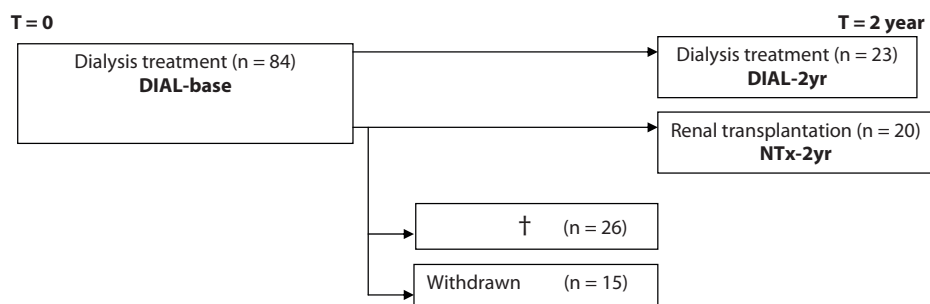 T = 0
T = 2 year
Dialysis treatment (n = 84)
DIAL-base
Dialysis treatment (n = 23)
DIAL-2yr
Renal transplantation (n = 20)
NTx-2yr
† (n = 26)
Withdrawn (n = 15)